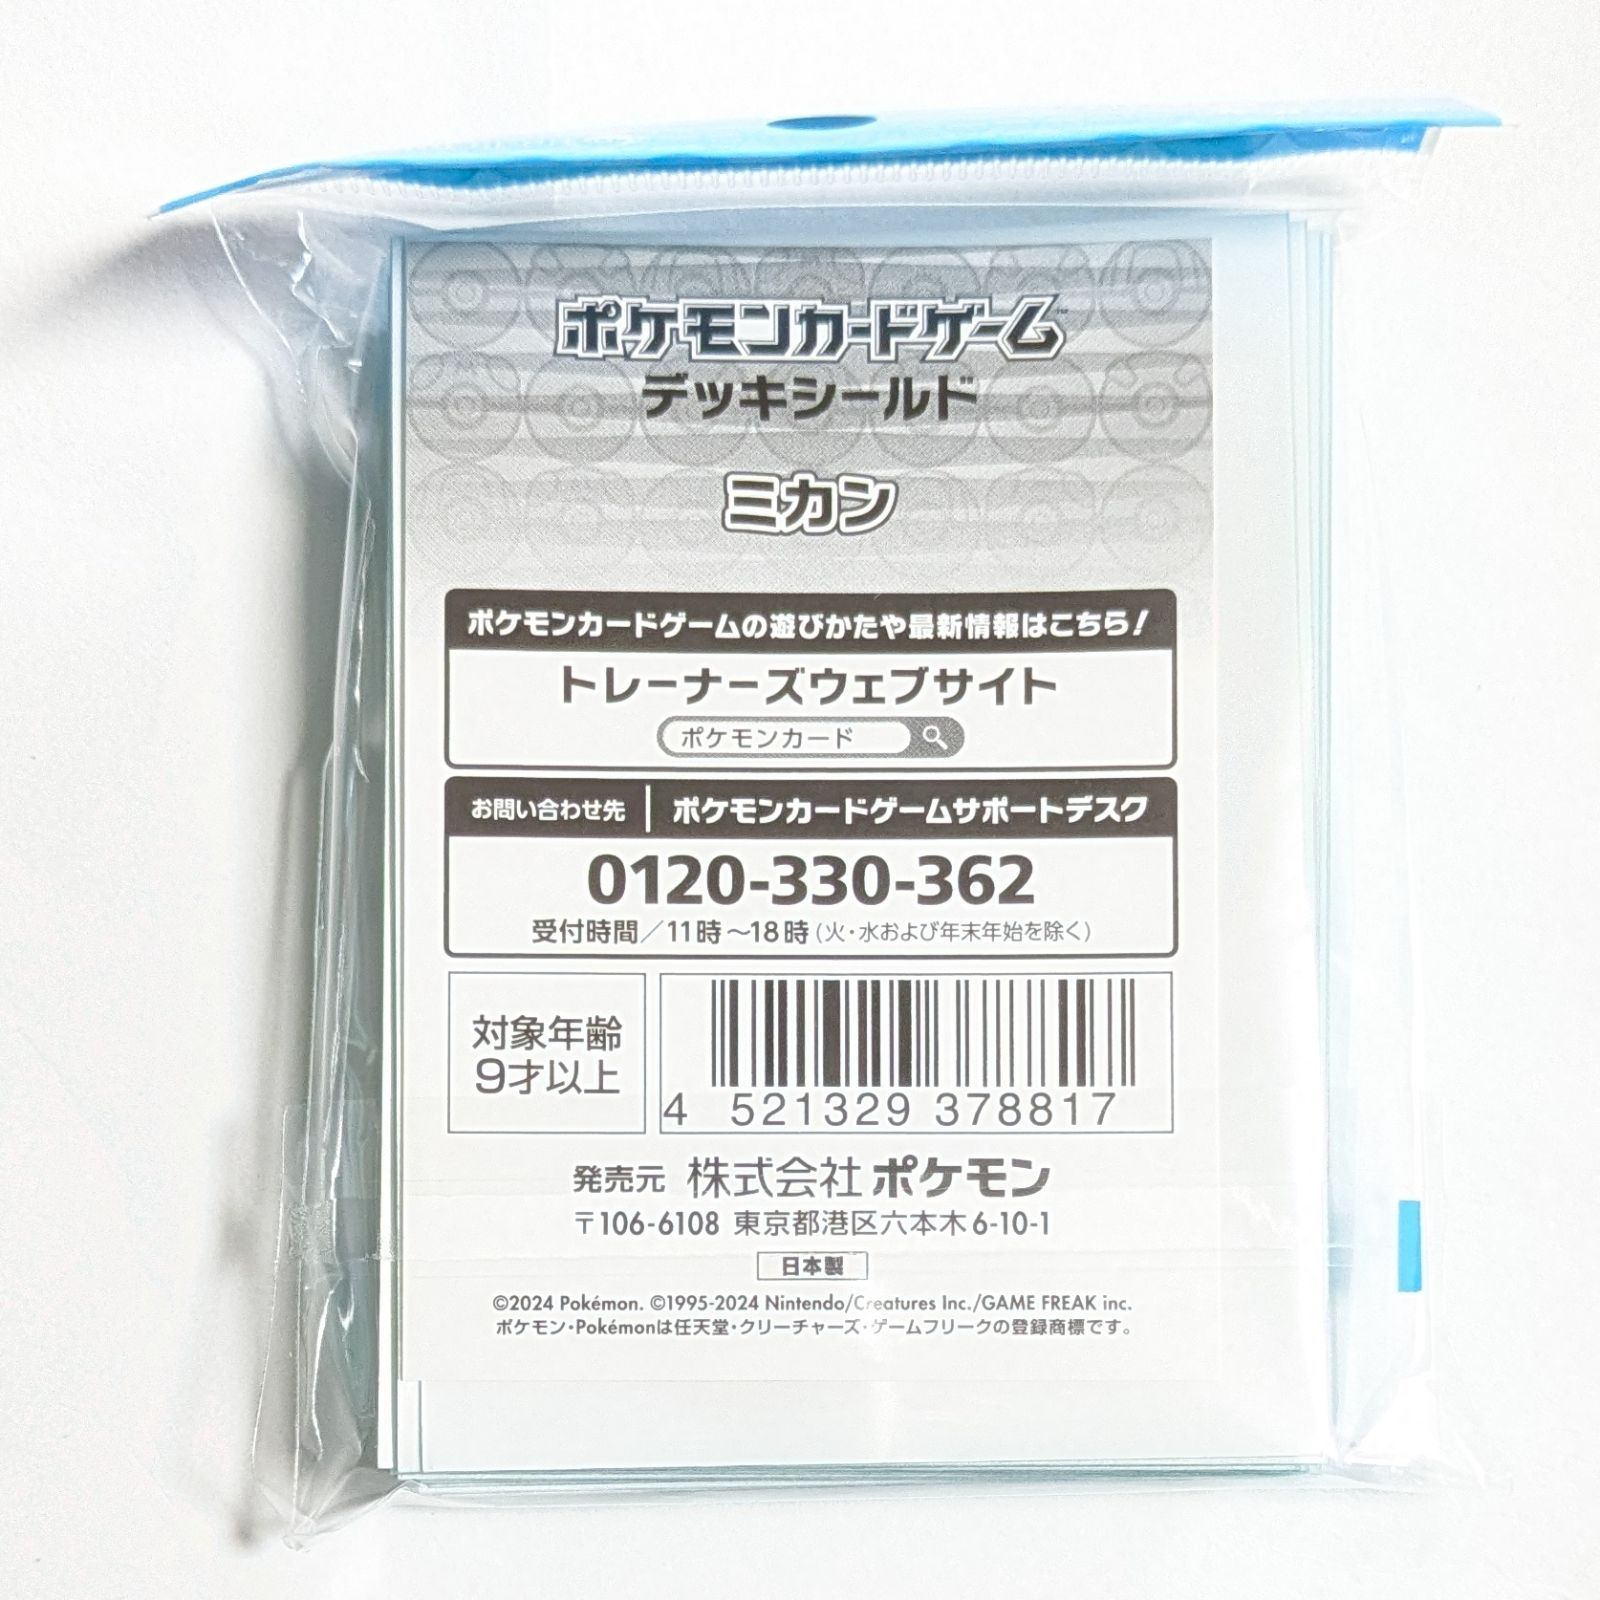 ポケモンカードゲーム™
デッキシールド
ミカン
ポケモンカードゲームの遊びかたや最新情報はこちら!
トレーナーズウェブサイト
ポケモンカード
お問い合わせ先 ポケモンカードゲームサポートデスク
0120-330-362
受付時間/11時～18時(火・水および年末年始を除く)
対象年齢
9才以上
4 521329 378817
発売元 株式会社ポケモン
〒106-6108 東京都港区六本木6-10-1
日本製
©2024 Pokémon. ©1995-2024 Nintendo/Creatures Inc./GAME FREAK inc.
ポケモン・Pokémonは任天堂・クリーチャーズ・ゲームフリークの登録商標です。